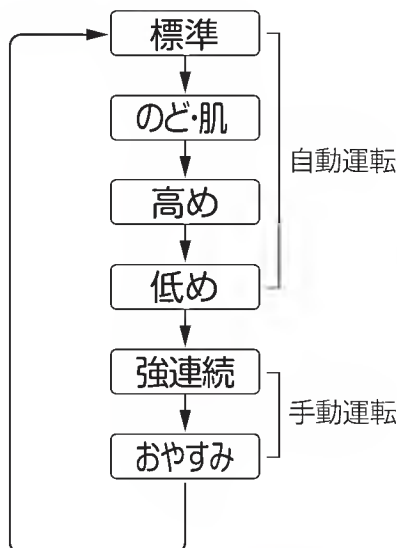 標準
のど・肌
高め
自動運転
低め
強連続
手動運転
おやすみ